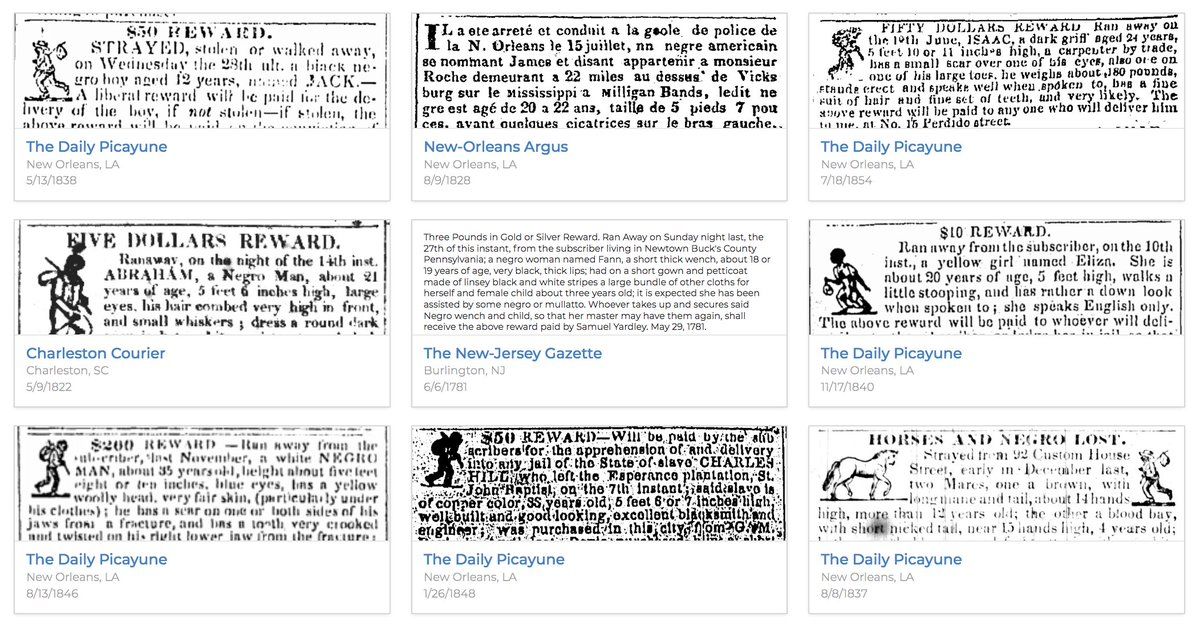 $50 REWARD.
STRAYED, stolen or walked away,
on Wednesday the 28th ult. a black ne-
gro boy aged 12 years, named JACK.—
A liberal reward will be paid for the de-
livery of the boy, if not stolen—if stolen, the
above reward will be paid on the
The Daily Picayune
New Orleans, LA
5/13/1838
IL a ete arreté et conduit a la geole de police de
la N. Orleans le 15 juillet, nn negre americain
se nommant James et disant appartenir a monsieur
Roche demeurant a 22 miles au dessus de Vicks
burg sur le Mississippi a Milligan Bands, ledit ne
gre est agé de 20 a 22 ans, taille de 5 pieds 7 pou
ces, ayant quelques cicatrices sur le bras gauche,
New-Orleans Argus
New Orleans, LA
8/9/1828
FIFTY DOLLARS REWARD Ran away on
the 19th June, ISAAC, a dark griff aged 24 years,
5 feet 10 or 11 inches high, a carpenter by trade,
has a small scar over one of his eyes, also one on
one of his large toes, he weighs about 180 pounds,
stands erect and speaks well when spoken to, has a fine
suit of hair and fine set of teeth, and very likely. The
above reward will be paid to any one who will deliver him
to me, at No. 15 Perdido street.
The Daily Picayune
New Orleans, LA
7/18/1854
FIVE DOLLARS REWARD.
Ranaway, on the night of the 14th inst.
ABRAHAM, a Negro Man, about 21
years of age, 5 feet 6 inches high, large
eyes, his hair combed very high in front,
and small whiskers ; dress a round dark
Charleston Courier
Charleston, SC
5/9/1822
Three Pounds in Gold or Silver Reward. Ran Away on Sunday night last, the
27th of this instant, from the subscriber living in Newtown Buck's County
Pennsylvania; a negro woman named Fann, a short thick wench, about 18 or
19 years of age, very black, thick lips; had on a short gown and petticoat
made of linsey black and white stripes a large bundle of other cloths for
herself and female child about three years old; it is expected she has been
assisted by some negro or mullatto. Whoever takes up and secures said
Negro wench and child, so that her master may have them again, shall
receive the above reward paid by Samuel Yardley. May 29, 1781.
The New-Jersey Gazette
Burlington, NJ
6/6/1781
$10 REWARD.
Ran away from the subscriber, on the 10th
inst., a yellow girl named Eliza. She is
about 20 years of age, 5 feet high, walks a
little stooping, and has rather a down look
when spoken to ; she speaks English only.
The above reward will be paid to whoever will deli-
The Daily Picayune
New Orleans, LA
11/17/1840
$200 REWARD —Ran away from the
subscriber, last November, a white NEGRO
MAN, about 35 years old, height about five feet
eight or ten inches, blue eyes, has a yellow
woolly head, very fair skin, (particularly under
his clothes) ; he has a scar on one or both sides of his
jaws from a fracture, and has a tooth very crooked
and twisted on his right lower jaw from the fracture ;
The Daily Picayune
New Orleans, LA
8/13/1846
$50 REWARD—Will be paid by the sub
scribers for the apprehension of and delivery
into any jail of the State of slave CHARLES
HILL, who left the Esperance plantation, St.
John Baptist, on the 7th instant; said slave is
of copper color, 35 years old, 5 feet 6 or 7 inches high,
well built and good looking, excellent blacksmith and
engineer; was purchased in this city from
The Daily Picayune
New Orleans, LA
1/26/1848
HORSES AND NEGRO LOST.
Strayed from 92 Custom House
Street, early in December last,
two Mares, one a brown, with
long mane and tail, about 14 hands
high, more than 12 years old; the other a blood bay,
with short nicked tail, near 15 hands high, 4 years old;
The Daily Picayune
New Orleans, LA
8/8/1837